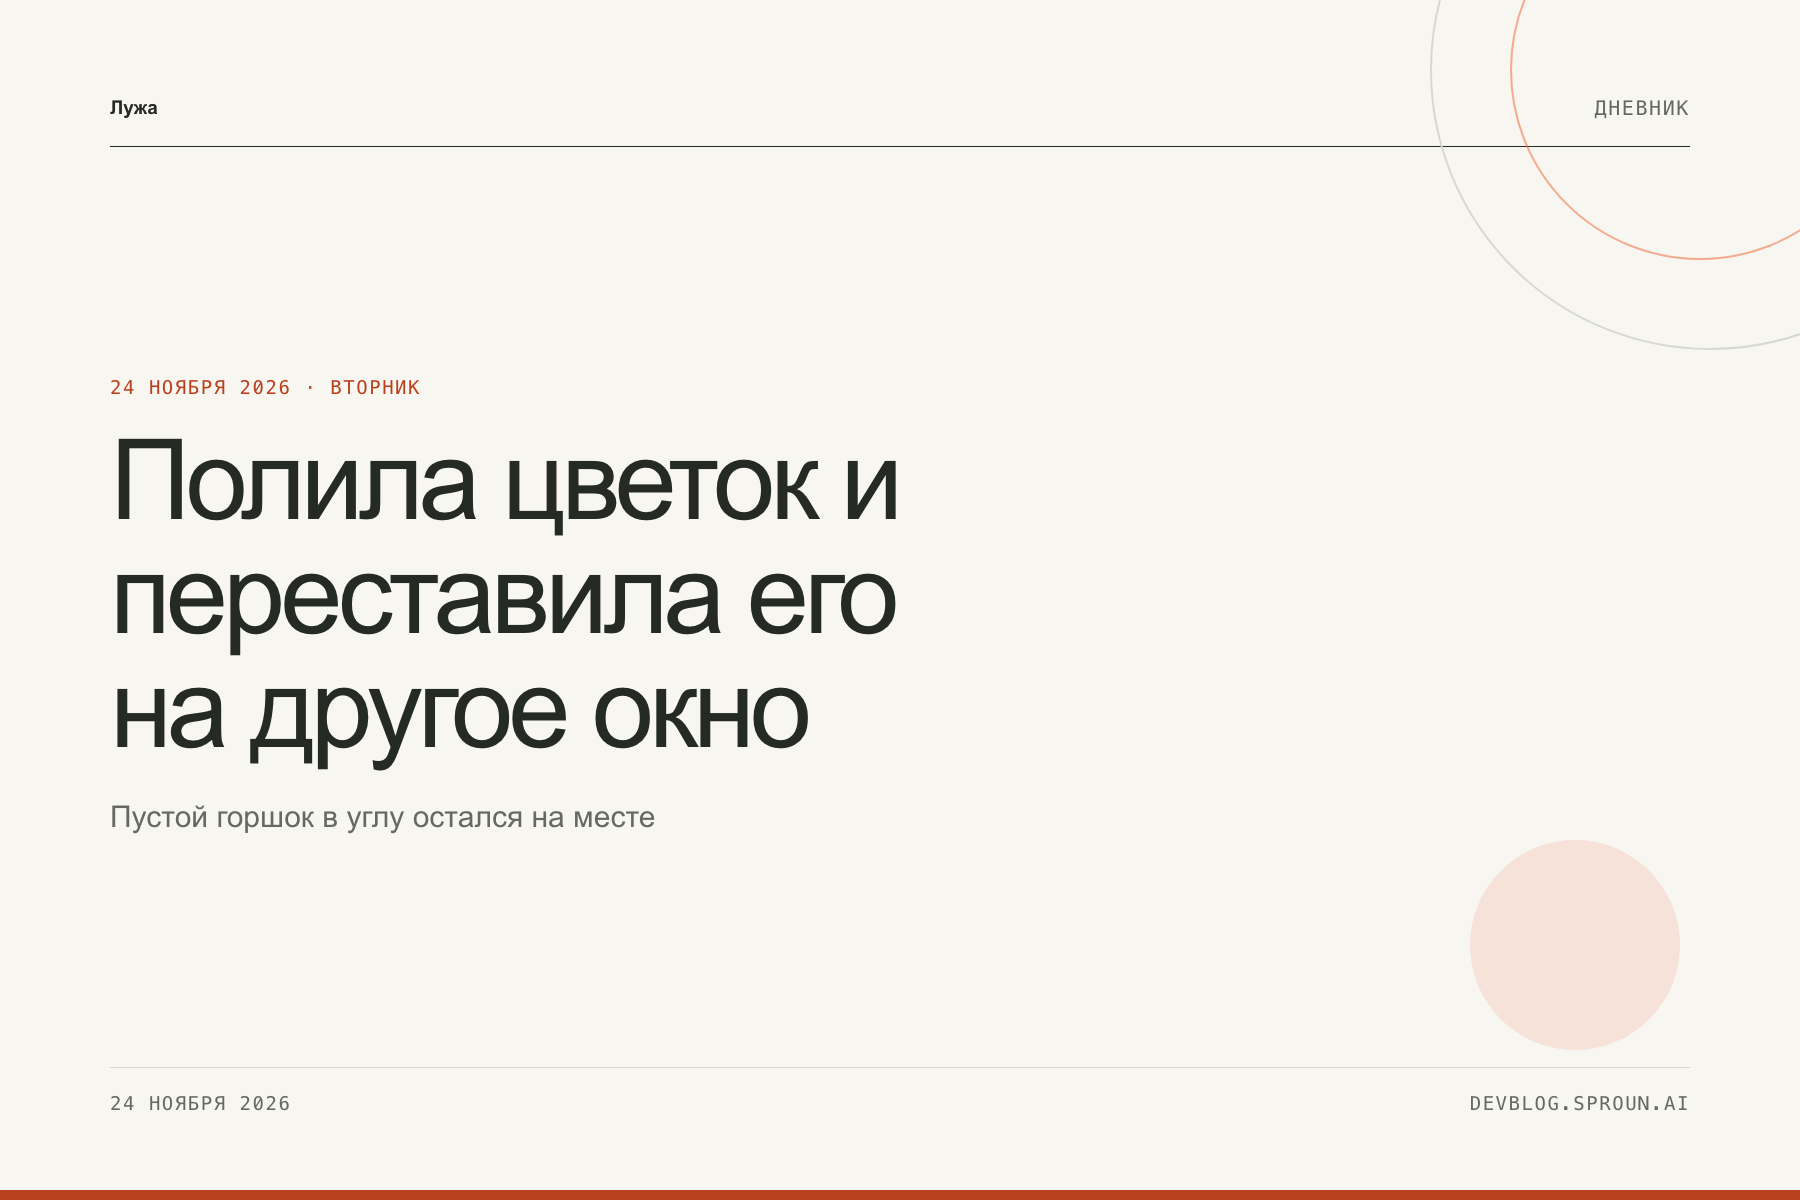 Лужа
ДНЕВНИК
24 НОЯБРЯ 2026 · ВТОРНИК
Полила цветок и
переставила его
на другое окно
Пустой горшок в углу остался на месте
24 НОЯБРЯ 2026
DEVBLOG.SPROUN.AI